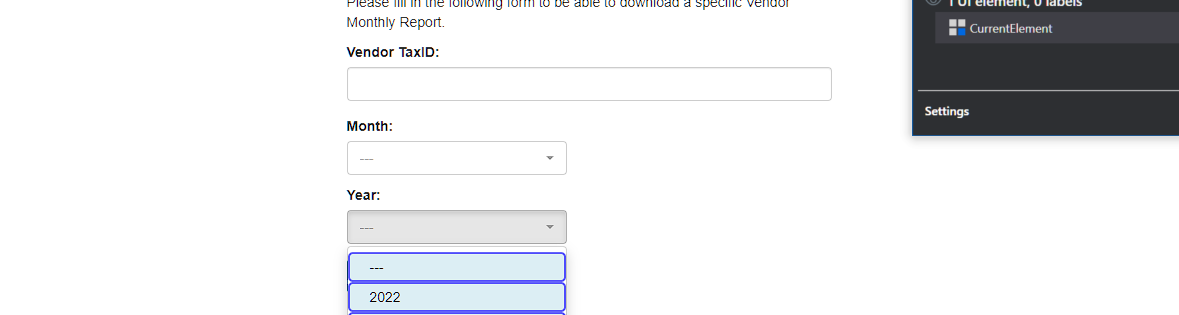 Please fill in the following form to be able to download a specific Vendor
Monthly Report.
Vendor TaxID:
Month:
---
Year:
---
---
2022
1 UI element, 0 labels
CurrentElement
Settings